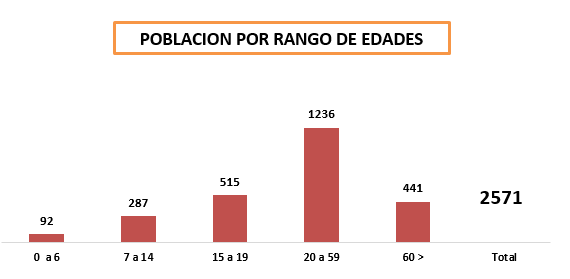 POBLACION POR RANGO DE EDADES
92
287
515
1236
441
2571
0 a 6
7 a 14
15 a 19
20 a 59
60 >
Total